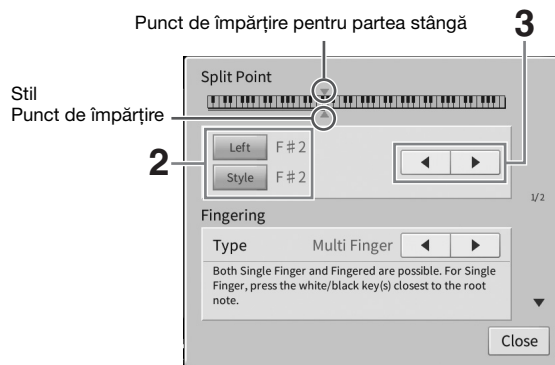 Punct de împărțire pentru partea stângă
3
Split Point
Stil
Punct de împărțire
2
Left F♯2
Style F♯2
1/2
Fingering
Type Multi Finger
Both Single Finger and Fingered are possible. For Single
Finger, press the white/black key(s) closest to the root
note.
Close